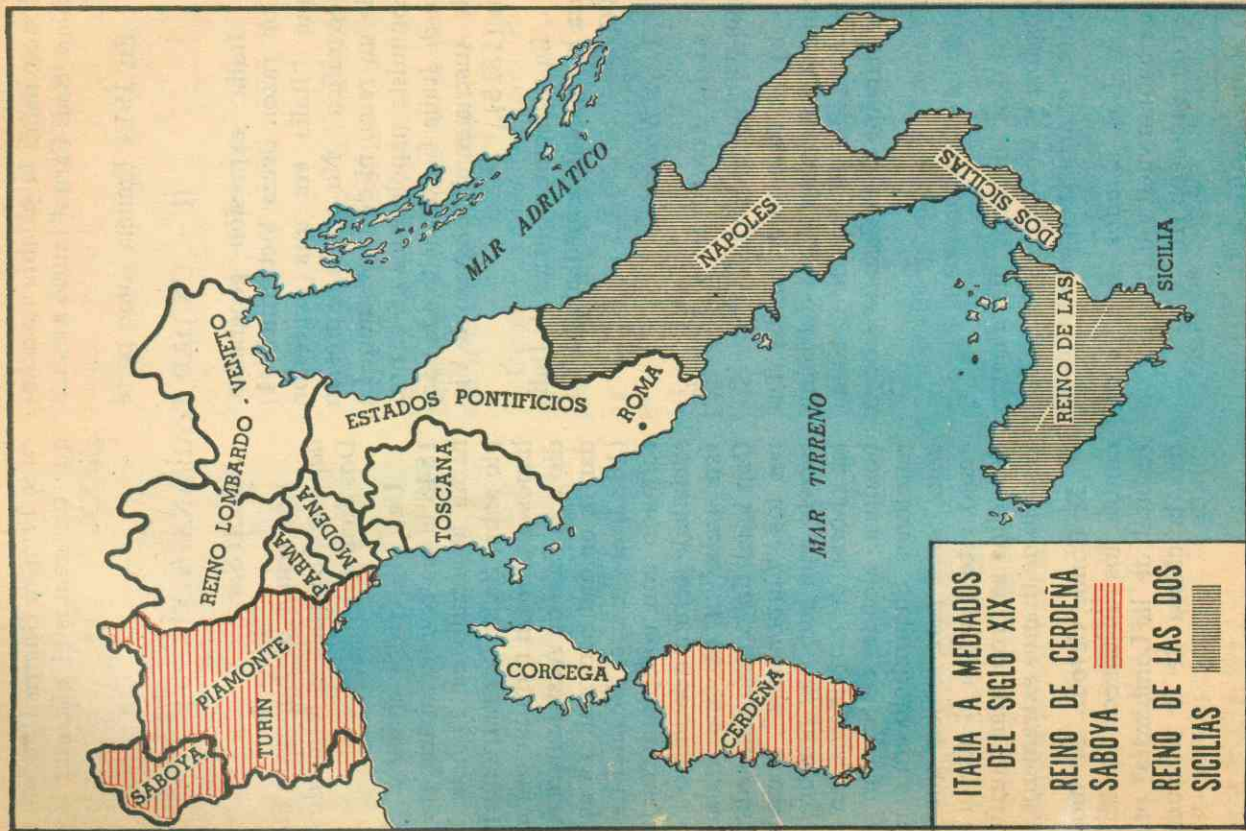 SABOYA
PIAMONTE
TURIN
REINO LOMBARDO - VENETO
PARMA
MODENA
TOSCANA
ESTADOS PONTIFICIOS
ROMA
MAR ADRIATICO
NAPOLES
CORCEGA
CERDEÑA
MAR TIRRENO
REINO DE LAS
DOS SICILIAS
SICILIA
ITALIA A MEDIADOS
DEL SIGLO XIX
REINO DE CERDEÑA
SABOYA
REINO DE LAS DOS
SICILIAS